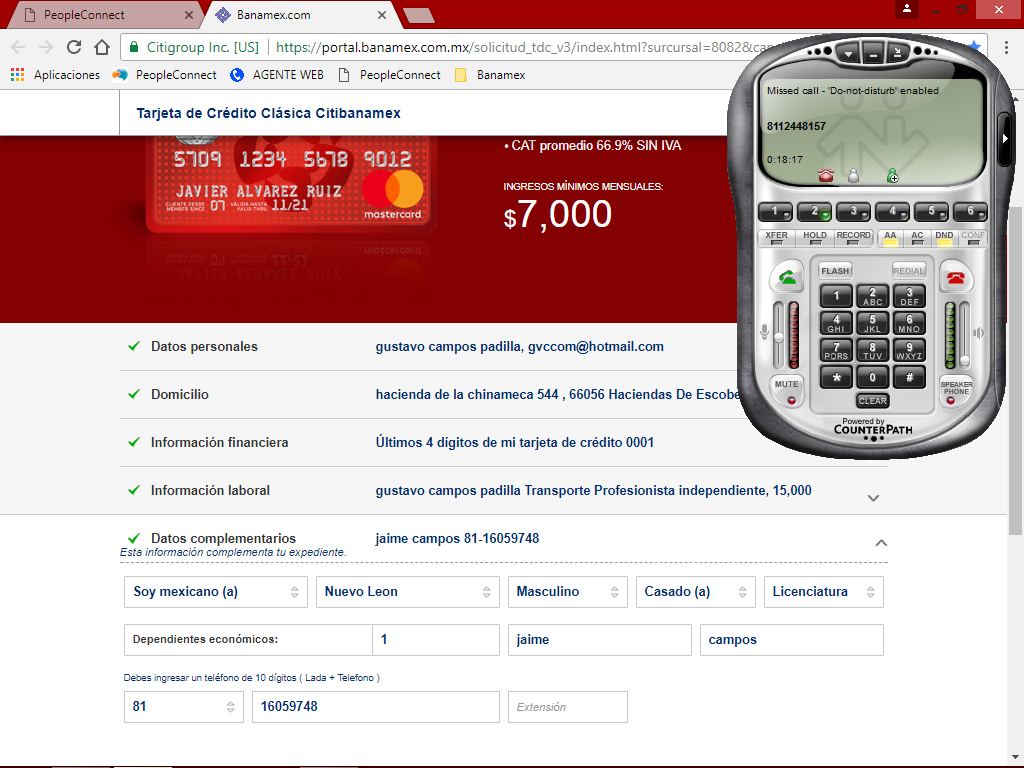 PeopleConnect
Banamex.com
Citigroup Inc. [US]
https://portal.banamex.com.mx/solicitud_tdc_v3/index.html?sursursal=8082&ca
Aplicaciones
PeopleConnect
AGENTE WEB
PeopleConnect
Banamex
Tarjeta de Crédito Clásica Citibanamex
5709 1234 5678 9012
JAVIER ALVAREZ RUIZ
07
11/21
mastercard
• CAT promedio 66.9% SIN IVA
INGRESOS MÍNIMOS MENSUALES:
$7,000
Datos personales
gustavo campos padilla, gvccom@hotmail.com
Domicilio
hacienda de la chinameca 544 , 66056 Haciendas De Escobe
Información financiera
Últimos 4 dígitos de mi tarjeta de crédito 0001
Información laboral
gustavo campos padilla Transporte Profesionista independiente, 15,000
Datos complementarios
jaime campos 81-16059748
Esta información complementa tu expediente.
Soy mexicano (a)
Nuevo Leon
Masculino
Casado (a)
Licenciatura
Dependientes económicos:
1
jaime
campos
Debes ingresar un teléfono de 10 dígitos ( Lada + Telefono )
81
16059748
Extensión
Missed call - 'Do-not-disturb' enabled
8112448157
0:18:17
1 2 3 4 5 6
XFER HOLD RECORD AA AC DND CONF
FLASH
REDIAL
1 2 ABC 3 DEF
4 GHI 5 JKL 6 MNO
7 PQRS 8 TUV 9 WXYZ
* 0 #
MUTE
CLEAR
SPEAKER PHONE
Powered by
COUNTERPATH